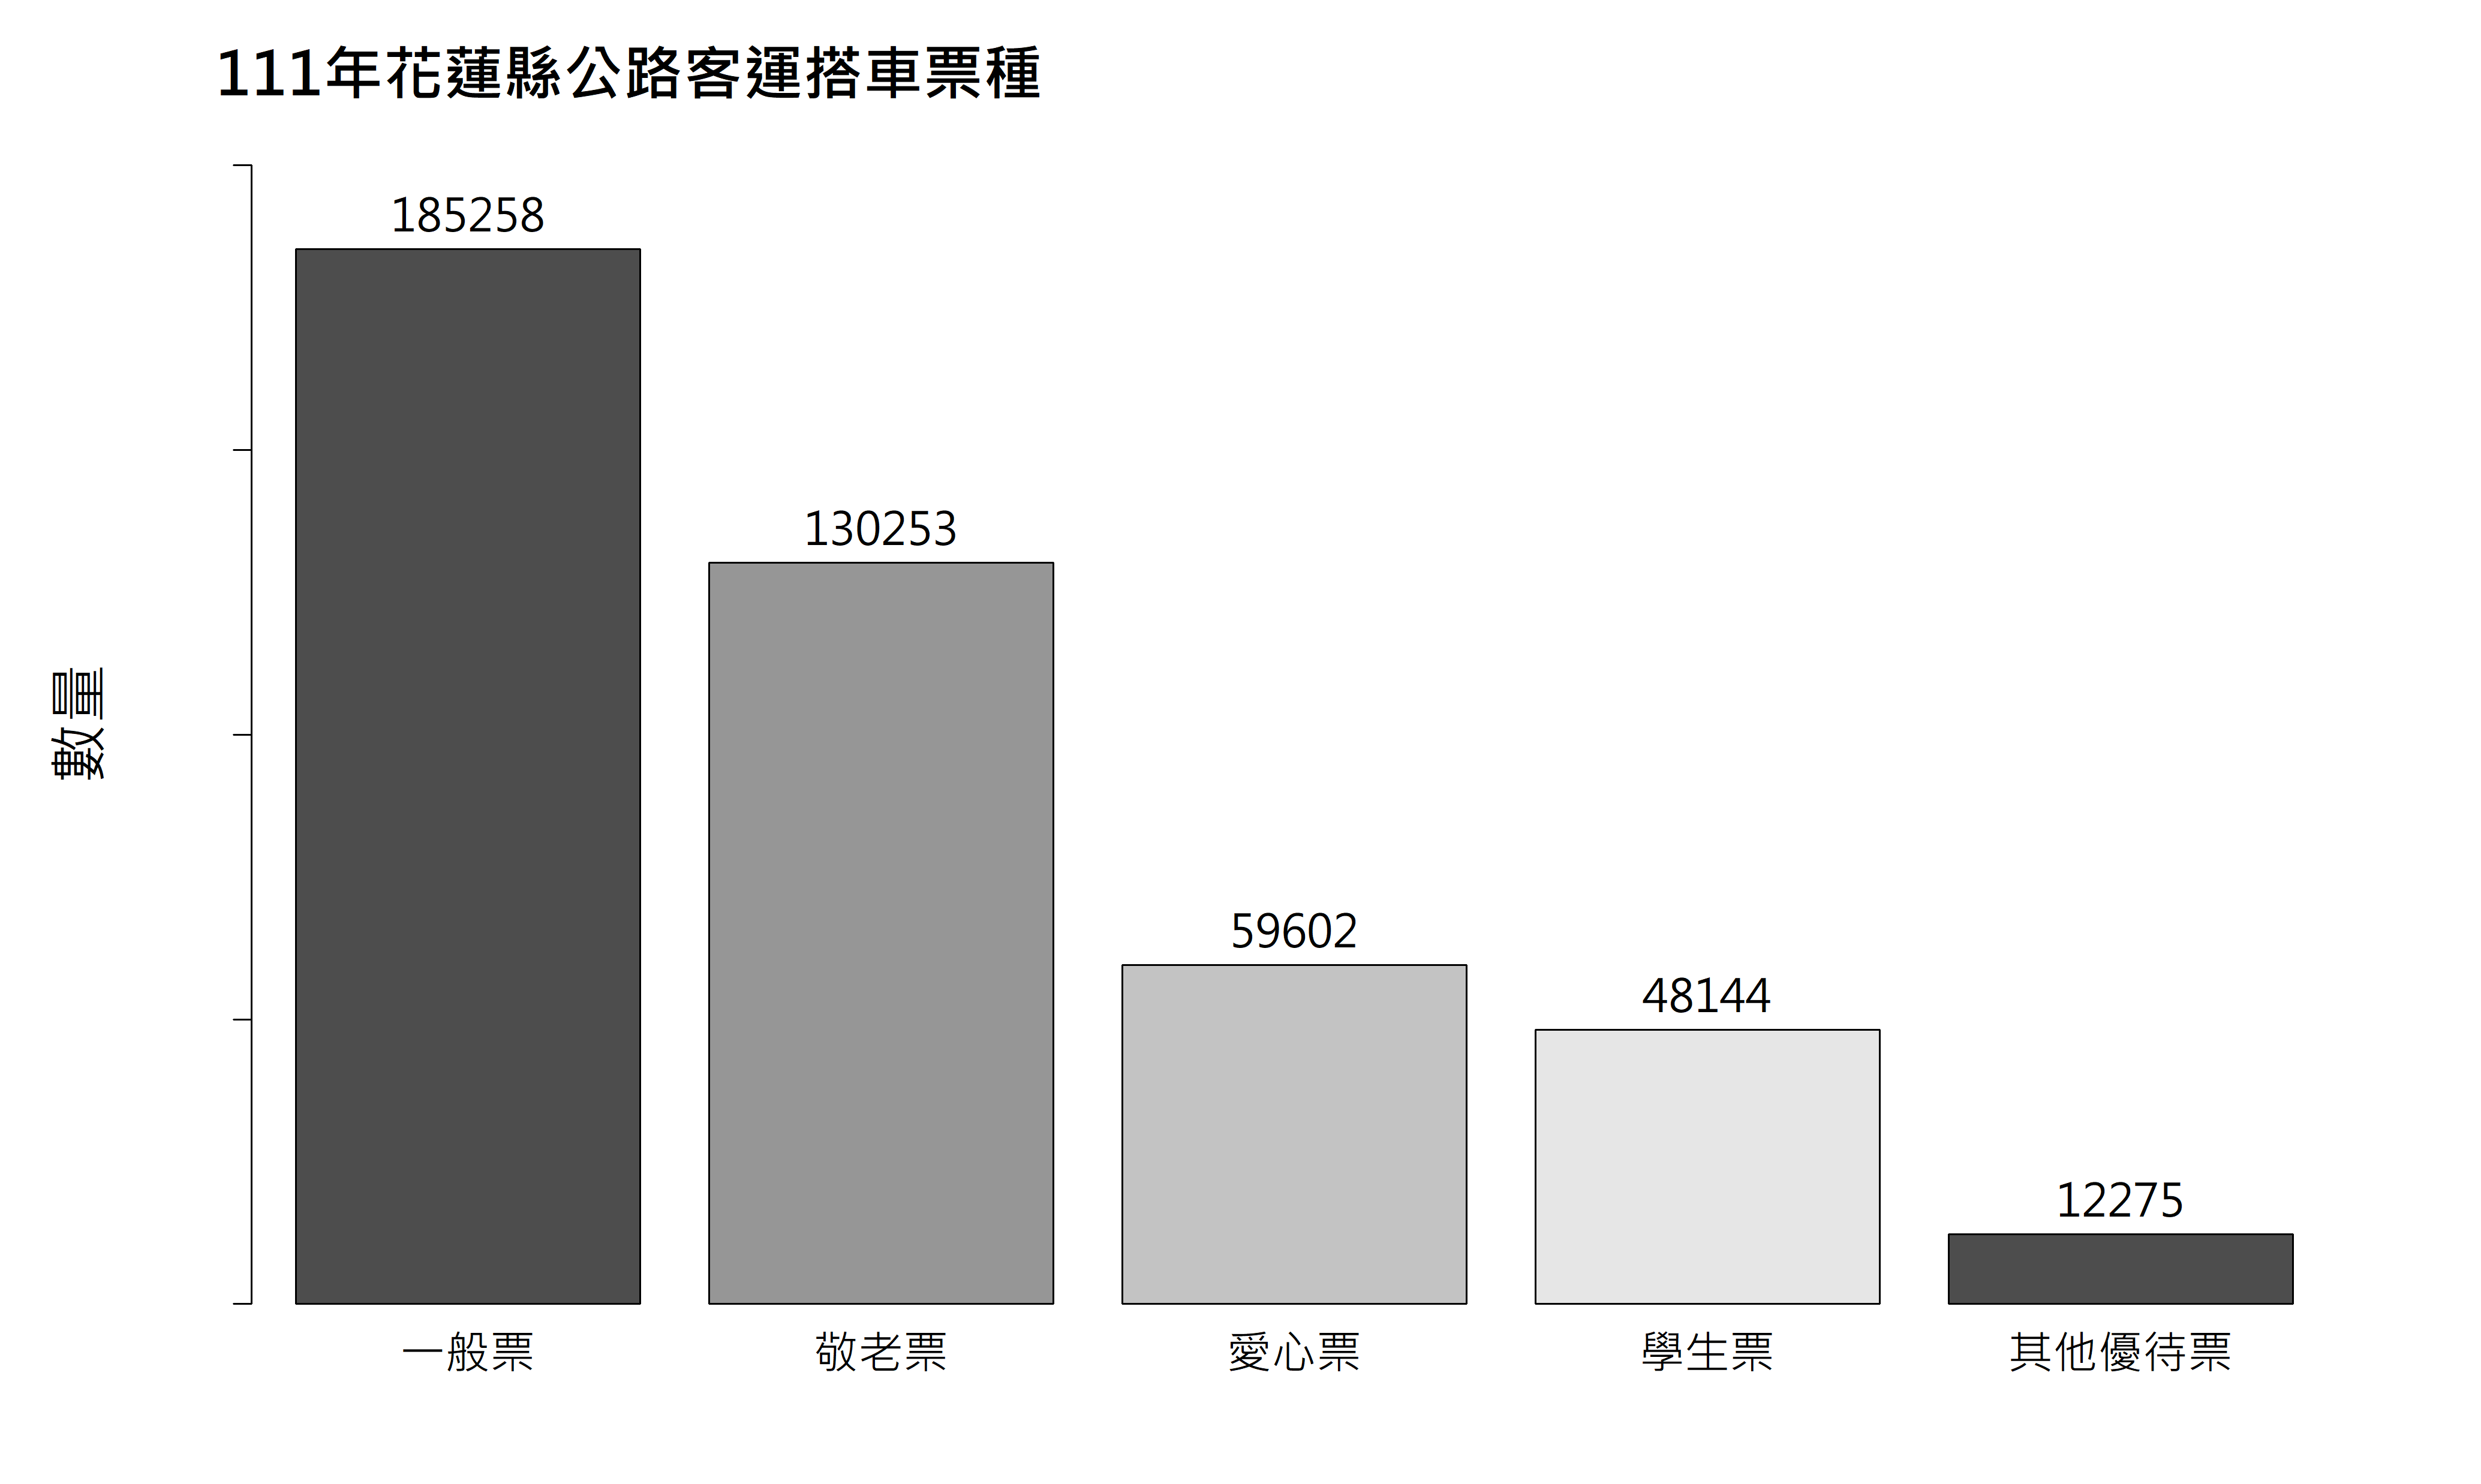 111年花蓮縣公路客運搭車票種
數量
185258
130253
59602
48144
12275
一般票
敬老票
愛心票
學生票
其他優待票